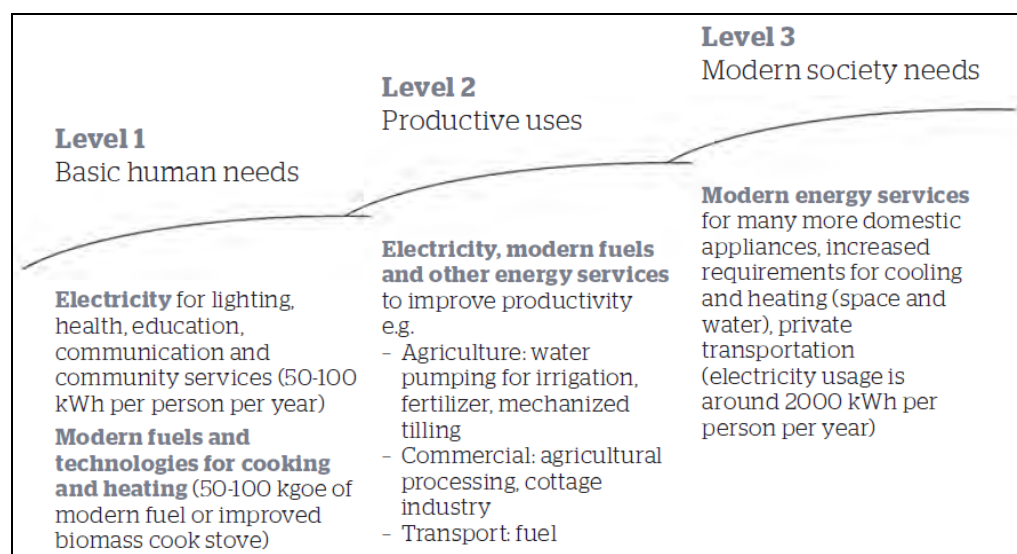 Level 1
Basic human needs
Electricity for lighting,
health, education,
communication and
community services (50-100
kWh per person per year)
Modern fuels and
technologies for cooking
and heating (50-100 kgoe of
modern fuel or improved
biomass cook stove)
Level 2
Productive uses
Electricity, modern fuels
and other energy services
to improve productivity
e.g.
- Agriculture: water
pumping for irrigation,
fertilizer, mechanized
tilling
- Commercial: agricultural
processing, cottage
industry
- Transport: fuel
Level 3
Modern society needs
Modern energy services
for many more domestic
appliances, increased
requirements for cooling
and heating (space and
water), private
transportation
(electricity usage is
around 2000 kWh per
person per year)